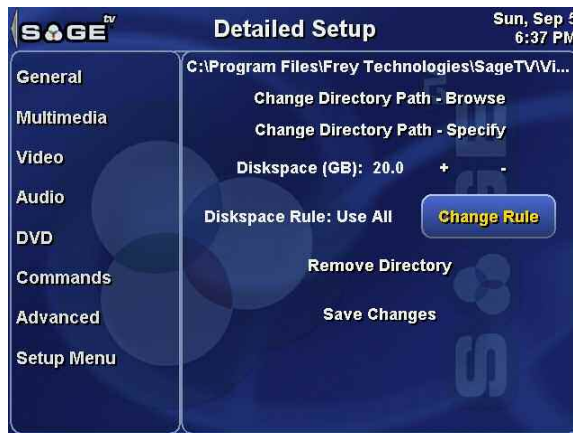 SAGE tv
Detailed Setup
Sun, Sep 5
6:37 PM
General
Multimedia
Video
Audio
DVD
Commands
Advanced
Setup Menu
C:\Program Files\Frey Technologies\SageTV\Vi...
Change Directory Path - Browse
Change Directory Path - Specify
Diskspace (GB): 20.0 + -
Diskspace Rule: Use All
Change Rule
Remove Directory
Save Changes
SAGE